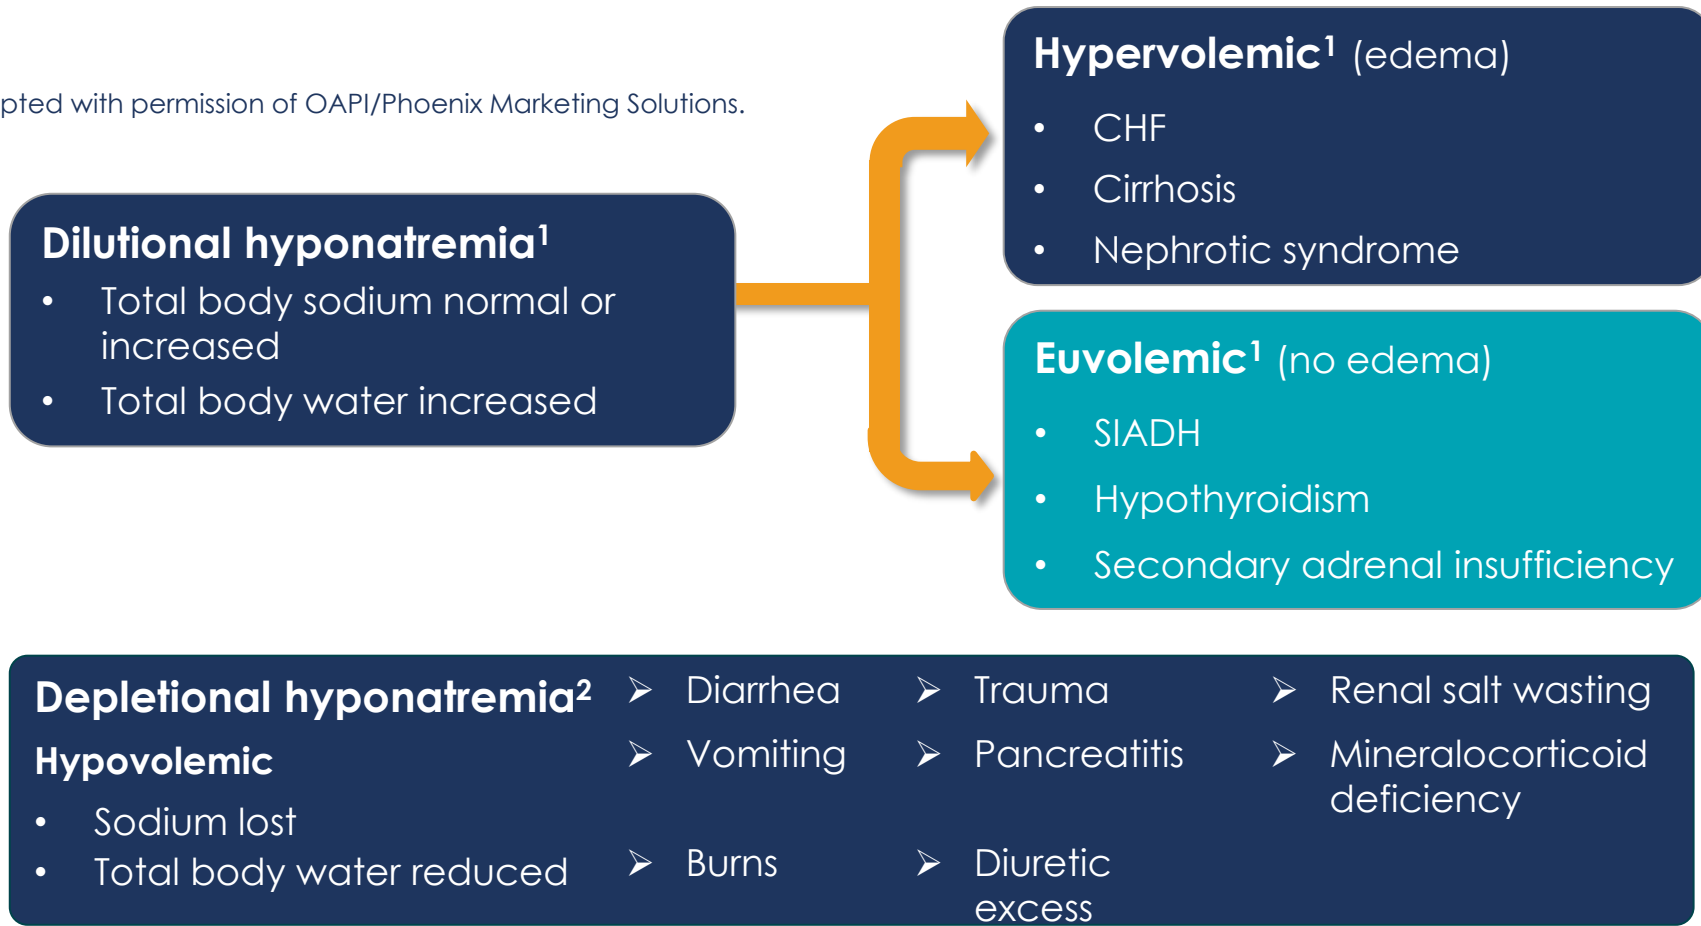 pted with permission of OAPI/Phoenix Marketing Solutions.
Dilutional hyponatremia¹
• Total body sodium normal or
increased
• Total body water increased
Hypervolemic¹ (edema)
• CHF
• Cirrhosis
• Nephrotic syndrome
Euvolemic¹ (no edema)
• SIADH
• Hypothyroidism
• Secondary adrenal insufficiency
Depletional hyponatremia²
Hypovolemic
• Sodium lost
• Total body water reduced
➢ Diarrhea
➢ Vomiting
➢ Burns
➢ Trauma
➢ Pancreatitis
➢ Diuretic
excess
➢ Renal salt wasting
➢ Mineralocorticoid
deficiency